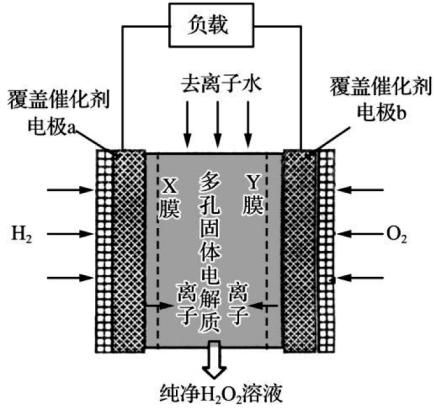 负载
去离子水
覆盖催化剂
电极a
覆盖催化剂
电极b
X膜
多孔固体电解质
Y膜
H₂
O₂
离子
离子
纯净H₂O₂溶液